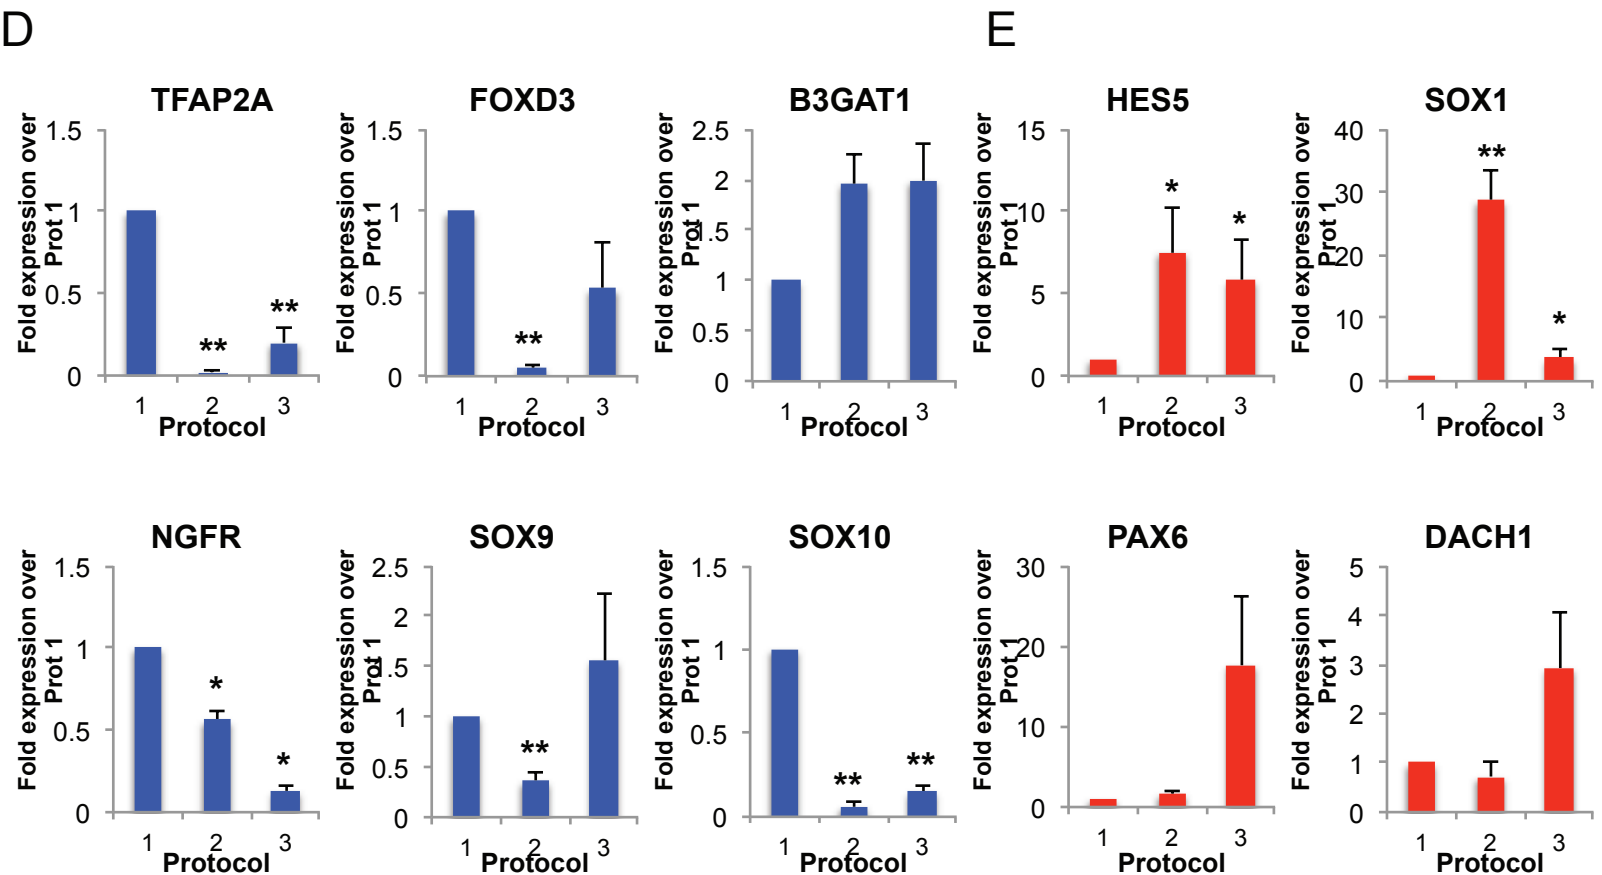 D
E
TFAP2A
Fold expression over
Prot 1
1.5
1
0.5
0
**
**
1
2
3
Protocol
FOXD3
Fold expression over
Prot 1
1.5
1
0.5
0
**
1
2
3
Protocol
B3GAT1
Fold expression over
Prot 1
2.5
2
1.5
1
0.5
0
1
2
3
Protocol
HES5
Fold expression over
Prot 1
15
10
5
0
*
*
1
2
3
Protocol
SOX1
Fold expression over
Prot 1
40
30
20
10
0
**
*
1
2
3
Protocol
NGFR
Fold expression over
Prot 1
1.5
1
0.5
0
*
*
1
2
3
Protocol
SOX9
Fold expression over
Prot 1
2.5
2
1.5
1
0.5
0
**
1
2
3
Protocol
SOX10
Fold expression over
Prot 1
1.5
1
0.5
0
**
**
1
2
3
Protocol
PAX6
Fold expression over
Prot 1
30
20
10
0
1
2
3
Protocol
DACH1
Fold expression over
Prot 1
5
4
3
2
1
0
1
2
3
Protocol